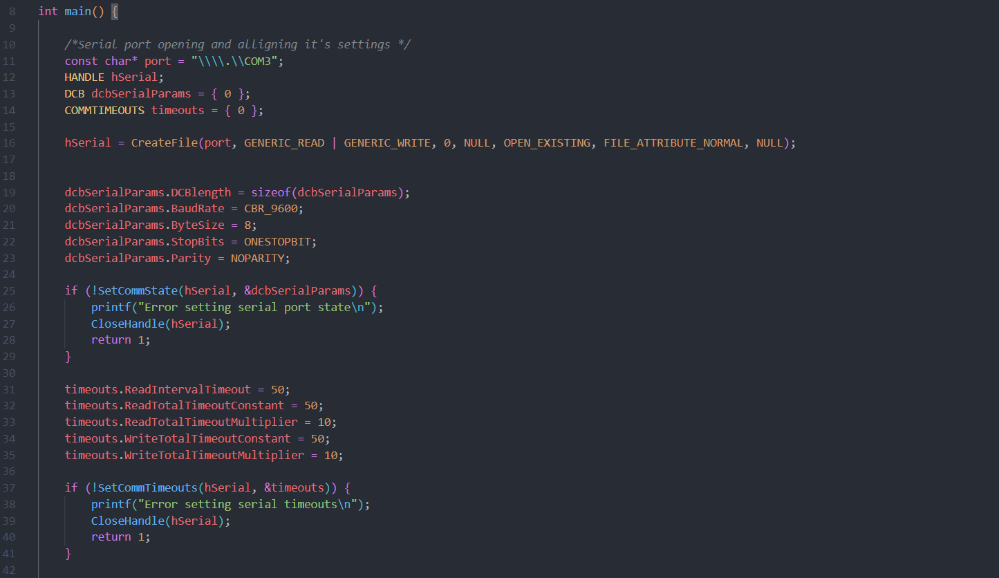 8 int main() {
9
10 /*Serial port opening and alligning it's settings */
11 const char* port = "\\\\.\\COM3";
12 HANDLE hSerial;
13 DCB dcbSerialParams = { 0 };
14 COMMTIMEOUTS timeouts = { 0 };
15
16 hSerial = CreateFile(port, GENERIC_READ | GENERIC_WRITE, 0, NULL, OPEN_EXISTING, FILE_ATTRIBUTE_NORMAL, NULL);
17
18
19 dcbSerialParams.DCBlength = sizeof(dcbSerialParams);
20 dcbSerialParams.BaudRate = CBR_9600;
21 dcbSerialParams.ByteSize = 8;
22 dcbSerialParams.StopBits = ONESTOPBIT;
23 dcbSerialParams.Parity = NOPARITY;
24
25 if (!SetCommState(hSerial, &dcbSerialParams)) {
26 printf("Error setting serial port state\n");
27 CloseHandle(hSerial);
28 return 1;
29 }
30
31 timeouts.ReadIntervalTimeout = 50;
32 timeouts.ReadTotalTimeoutConstant = 50;
33 timeouts.ReadTotalTimeoutMultiplier = 10;
34 timeouts.WriteTotalTimeoutConstant = 50;
35 timeouts.WriteTotalTimeoutMultiplier = 10;
36
37 if (!SetCommTimeouts(hSerial, &timeouts)) {
38 printf("Error setting serial timeouts\n");
39 CloseHandle(hSerial);
40 return 1;
41 }
42